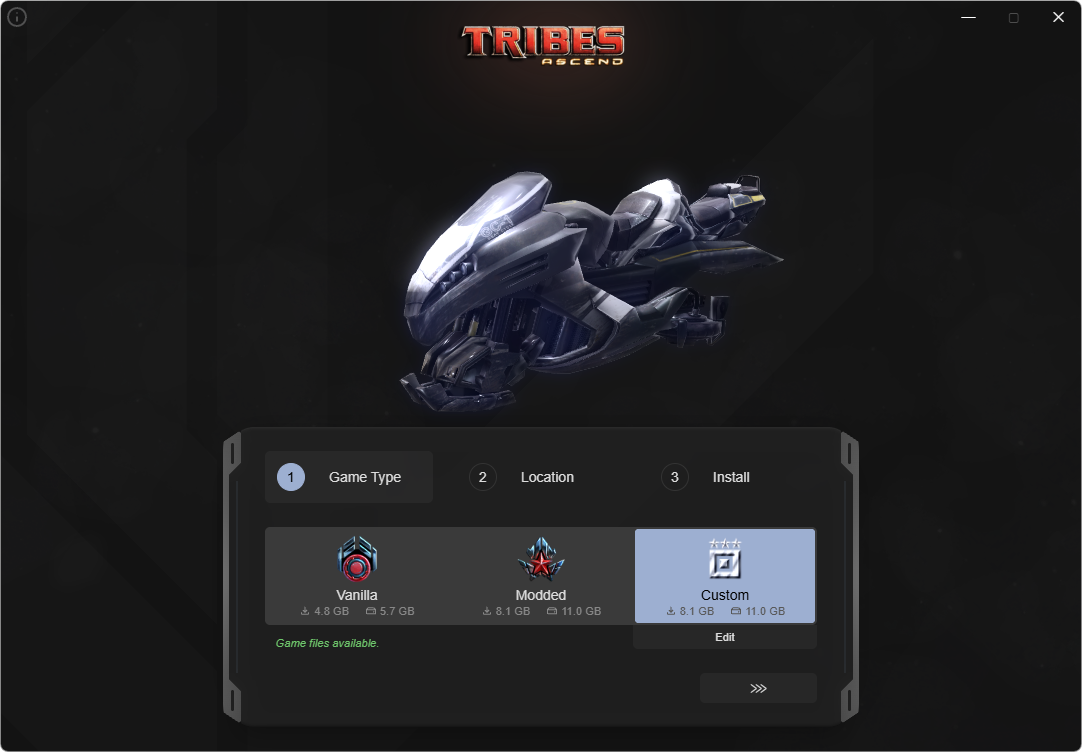 TRIBES
ASCEND
1 Game Type 2 Location 3 Install
Vanilla Modded Custom
4.8 GB 5.7 GB 8.1 GB 11.0 GB 8.1 GB 11.0 GB
Game files available. Edit